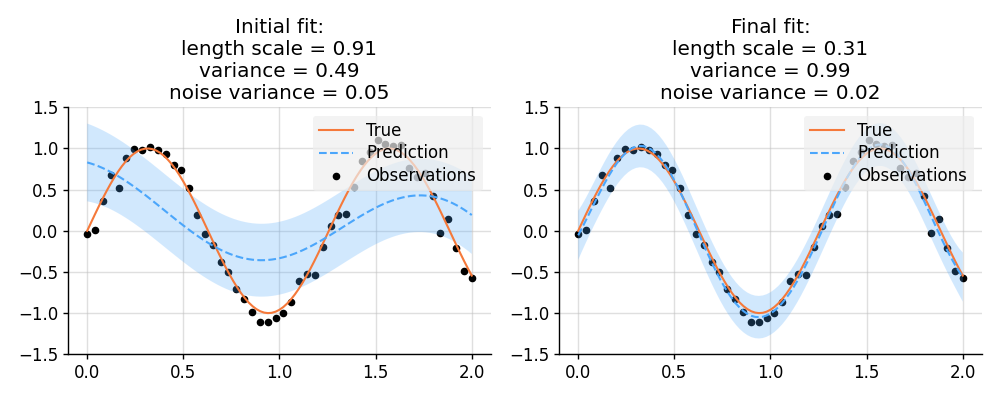 Initial fit:
length scale = 0.91
variance = 0.49
noise variance = 0.05
1.5
1.0
0.5
0.0
−0.5
−1.0
−1.5
0.0
0.5
1.0
1.5
2.0
True
Prediction
Observations
Final fit:
length scale = 0.31
variance = 0.99
noise variance = 0.02
1.5
1.0
0.5
0.0
−0.5
−1.0
−1.5
0.0
0.5
1.0
1.5
2.0
True
Prediction
Observations